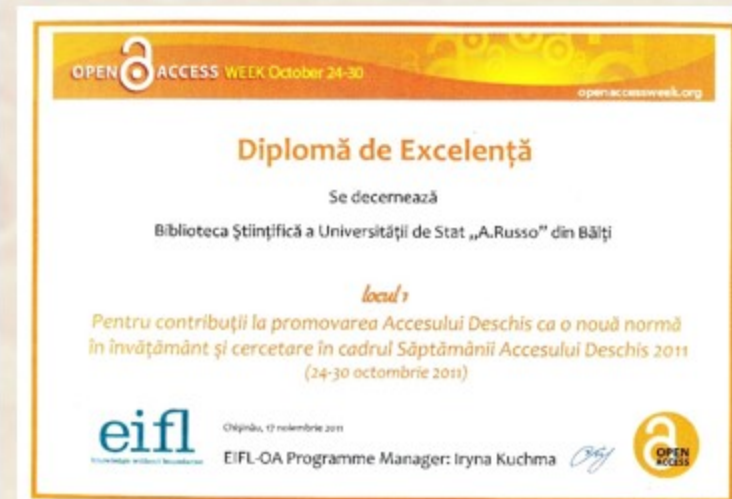 OPEN ACCESS WEEK October 24-30
openaccessweek.org
Diplomă de Excelență
Se decernează
Biblioteca Științifică a Universității de Stat „A.Russo” din Bălți
locul 1
Pentru contribuții la promovarea Accesului Deschis ca o nouă normă
în învățământ și cercetare în cadrul Săptămânii Accesului Deschis 2011
(24-30 octombrie 2011)
eifl
knowledge without boundaries
Chișinău, 17 noiembrie 2011
EIFL-OA Programme Manager: Iryna Kuchma
OPEN
ACCESS